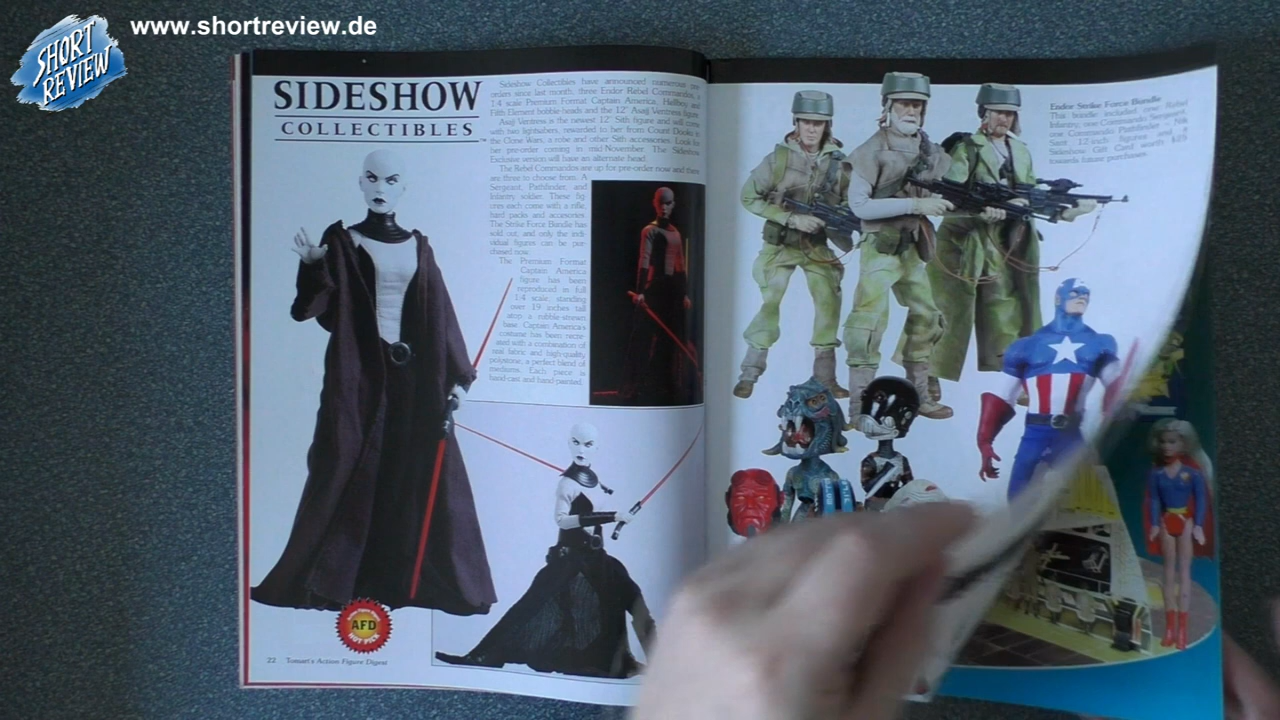 www.shortreview.de
SHORT
REVIEW
SIDESHOW
COLLECTIBLES
Sideshow Collectibles have announced numerous pre-
orders since last month, three Endor Rebel Commandos, a
1:4 scale Premium Format Captain America, Hellboy and
Fifth Element bobble-heads and the 12" Asajj Ventress figure.
Asajj Ventress is the newest 12" Sith figure and will come
with two lightsabers, rewarded to her from Count Dooku in
the Clone Wars, a robe and other Sith accessories. Look for
her pre-order coming in mid-November. The Sideshow
Exclusive version will have an alternate head.
The Rebel Commandos are up for pre-order now and there
are three to choose from. A
Sergeant, Pathfinder, and
Infantry soldier. These fig-
ures each come with a rifle,
hard packs and accesories.
The Strike Force Bundle has
sold out, and only the indi-
vidual figures can be pur-
chased now.
The Premium Format
Captain America
figure has been
reproduced in full
1:4 scale, standing
over 19 inches tall
atop a rubble-strewn
base. Captain America's
costume has been recre-
ated with a combination of
real fabric and high-quality
polystone, a perfect blend of
mediums. Each piece is
hand-cast and hand-painted.
AFD
HOT PICK
22 Tomart's Action Figure Digest
Endor Strike Force Bundle
This bundle included one Rebel
Infantry, one Commando Sergeant,
one Commando Pathfinder – Nik
Sant 12-inch figures and a
Sideshow Gift Card worth $25
towards future purchases.